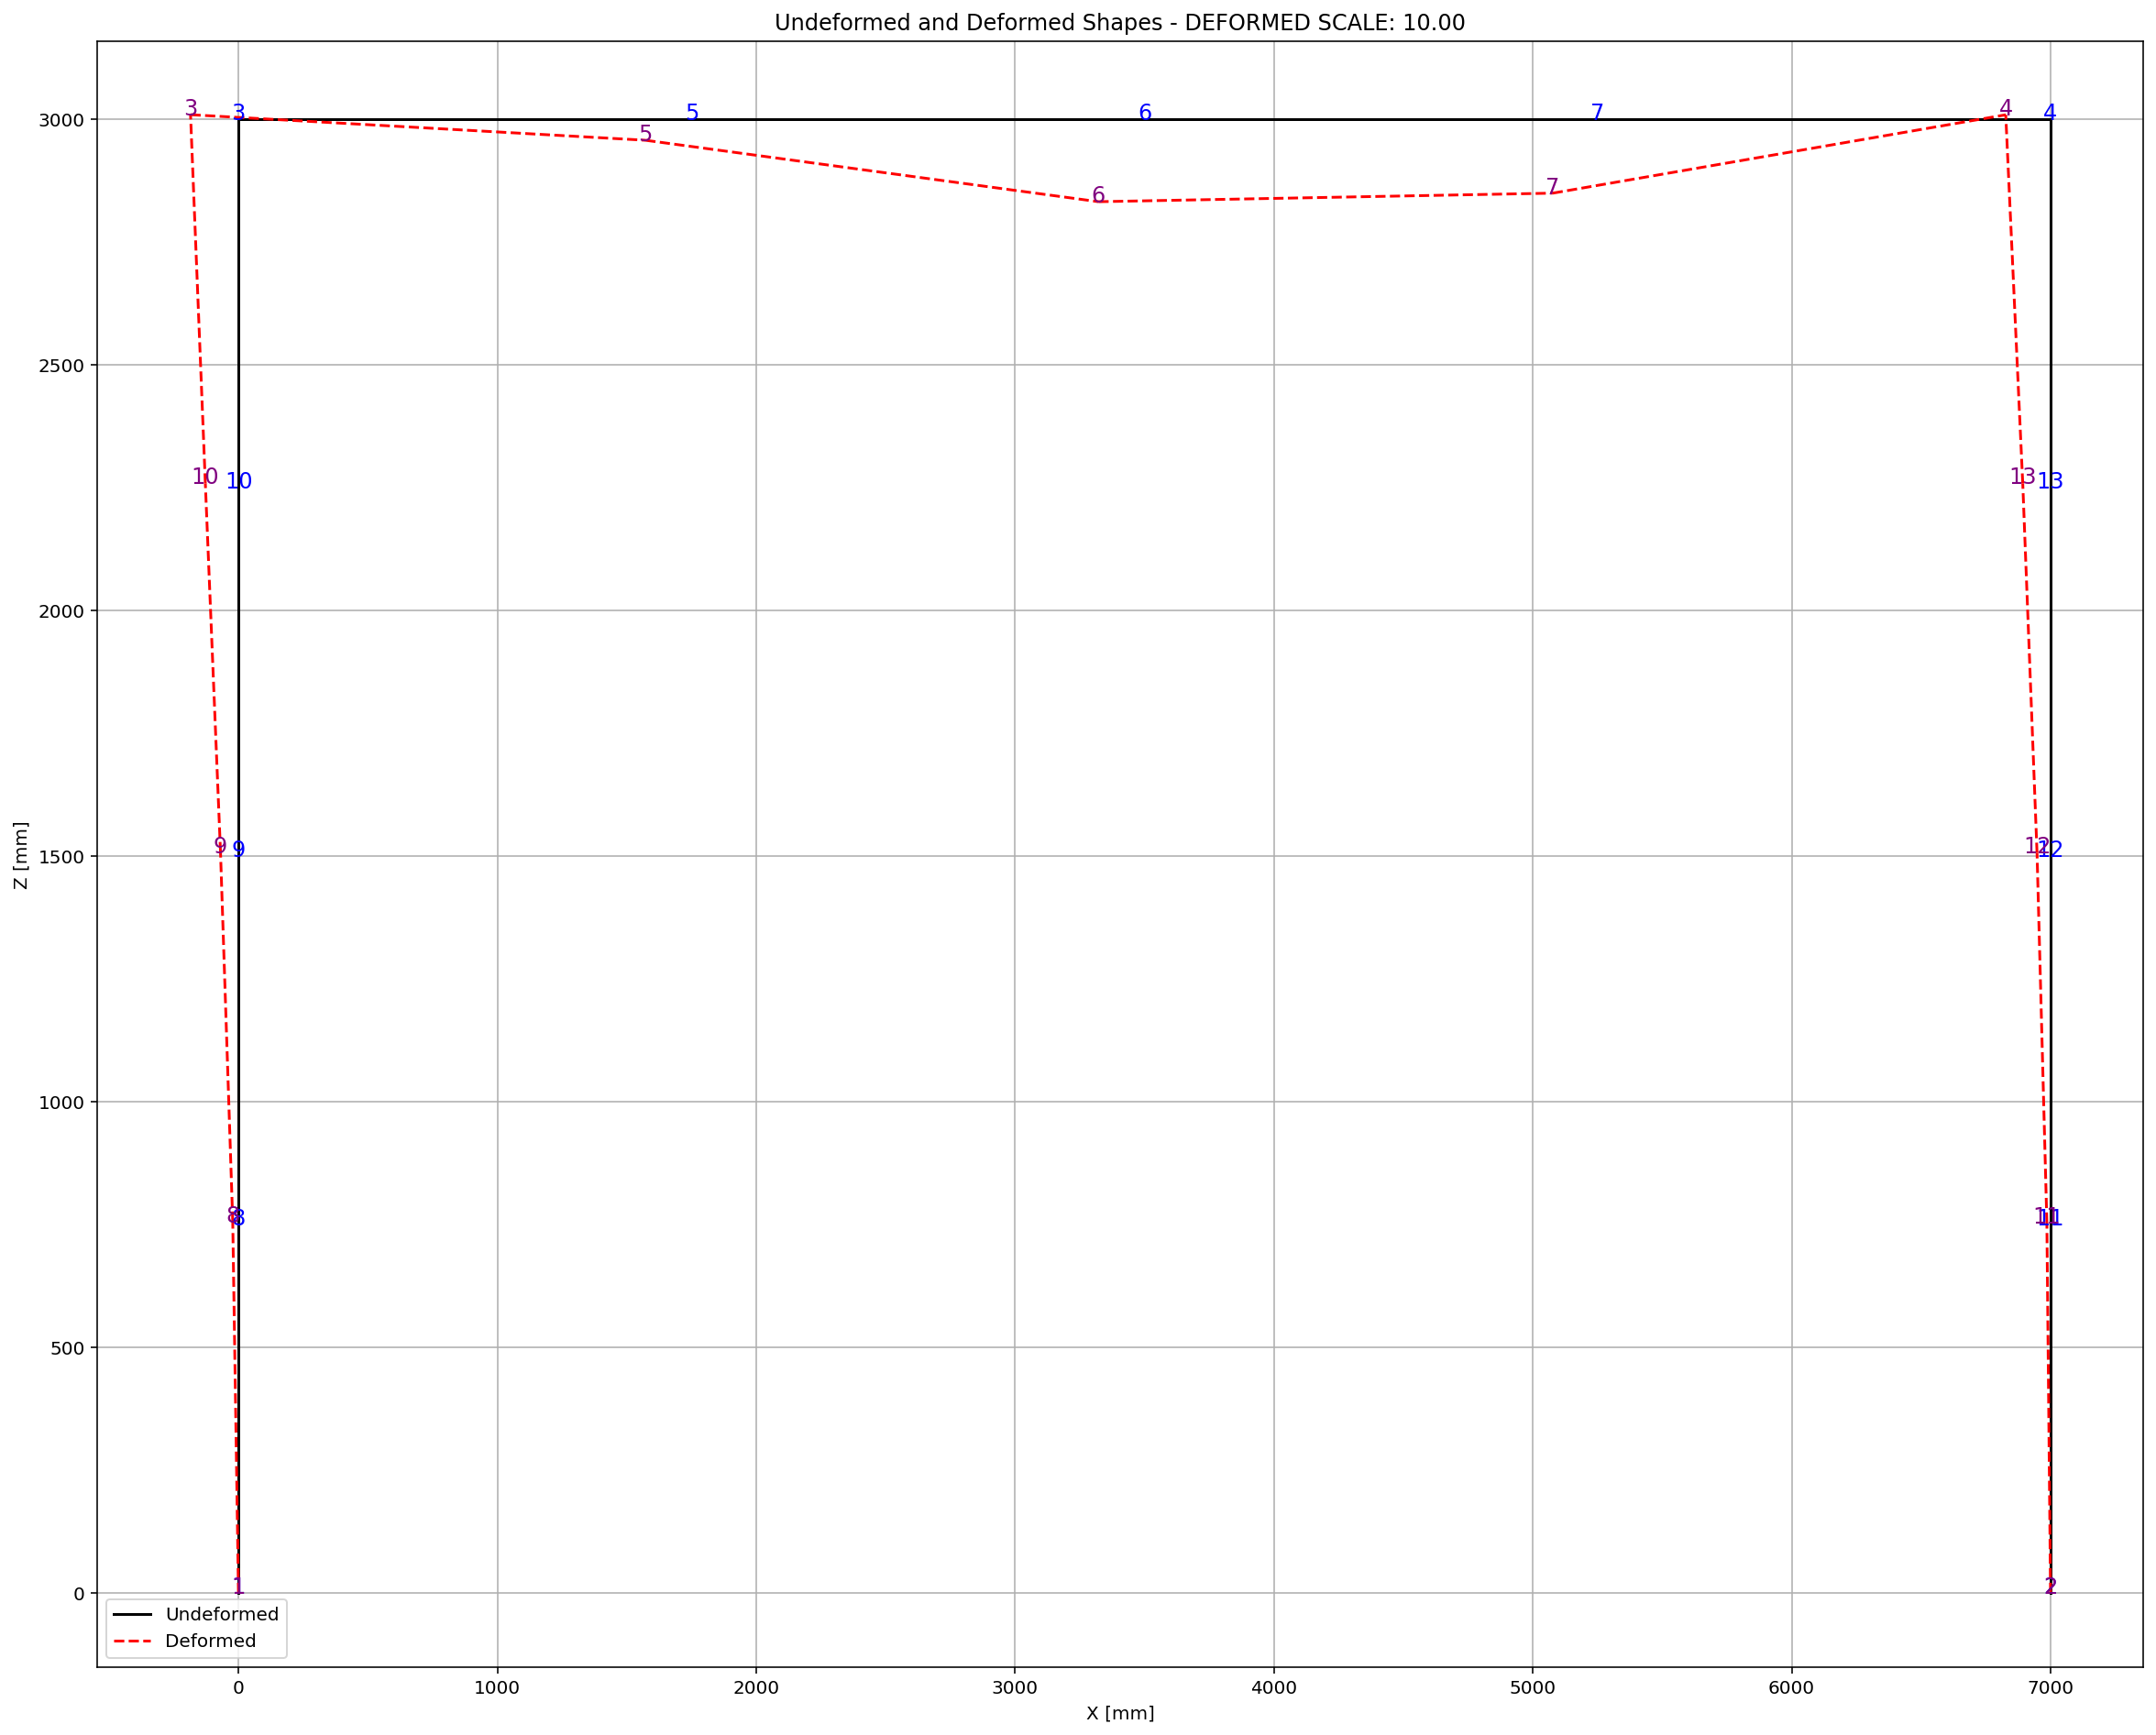 Undeformed and Deformed Shapes - DEFORMED SCALE: 10.00
3 3 5 6 7 4 4
5 6 7
3000
2500
10 10 13 13
2000
9 9 12 12
1500
1000
8 8 11 11
500
1 2
0
Z [mm]
Undeformed
Deformed
0 1000 2000 3000 4000 5000 6000 7000
X [mm]